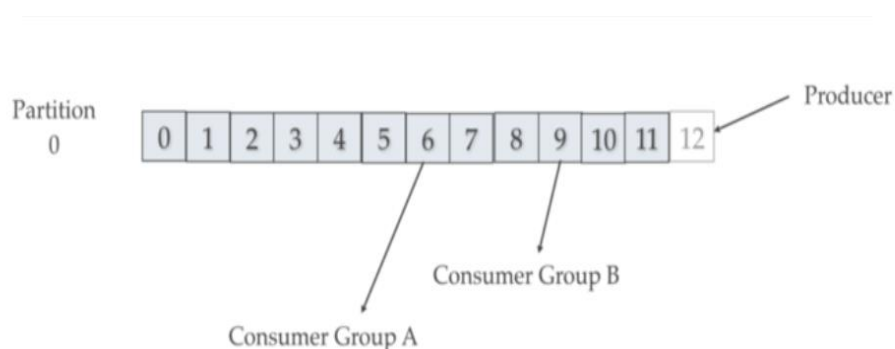 Producer
Partition
0
0 1 2 3 4 5 6 7 8 9 10 11 12
Consumer Group B
Consumer Group A